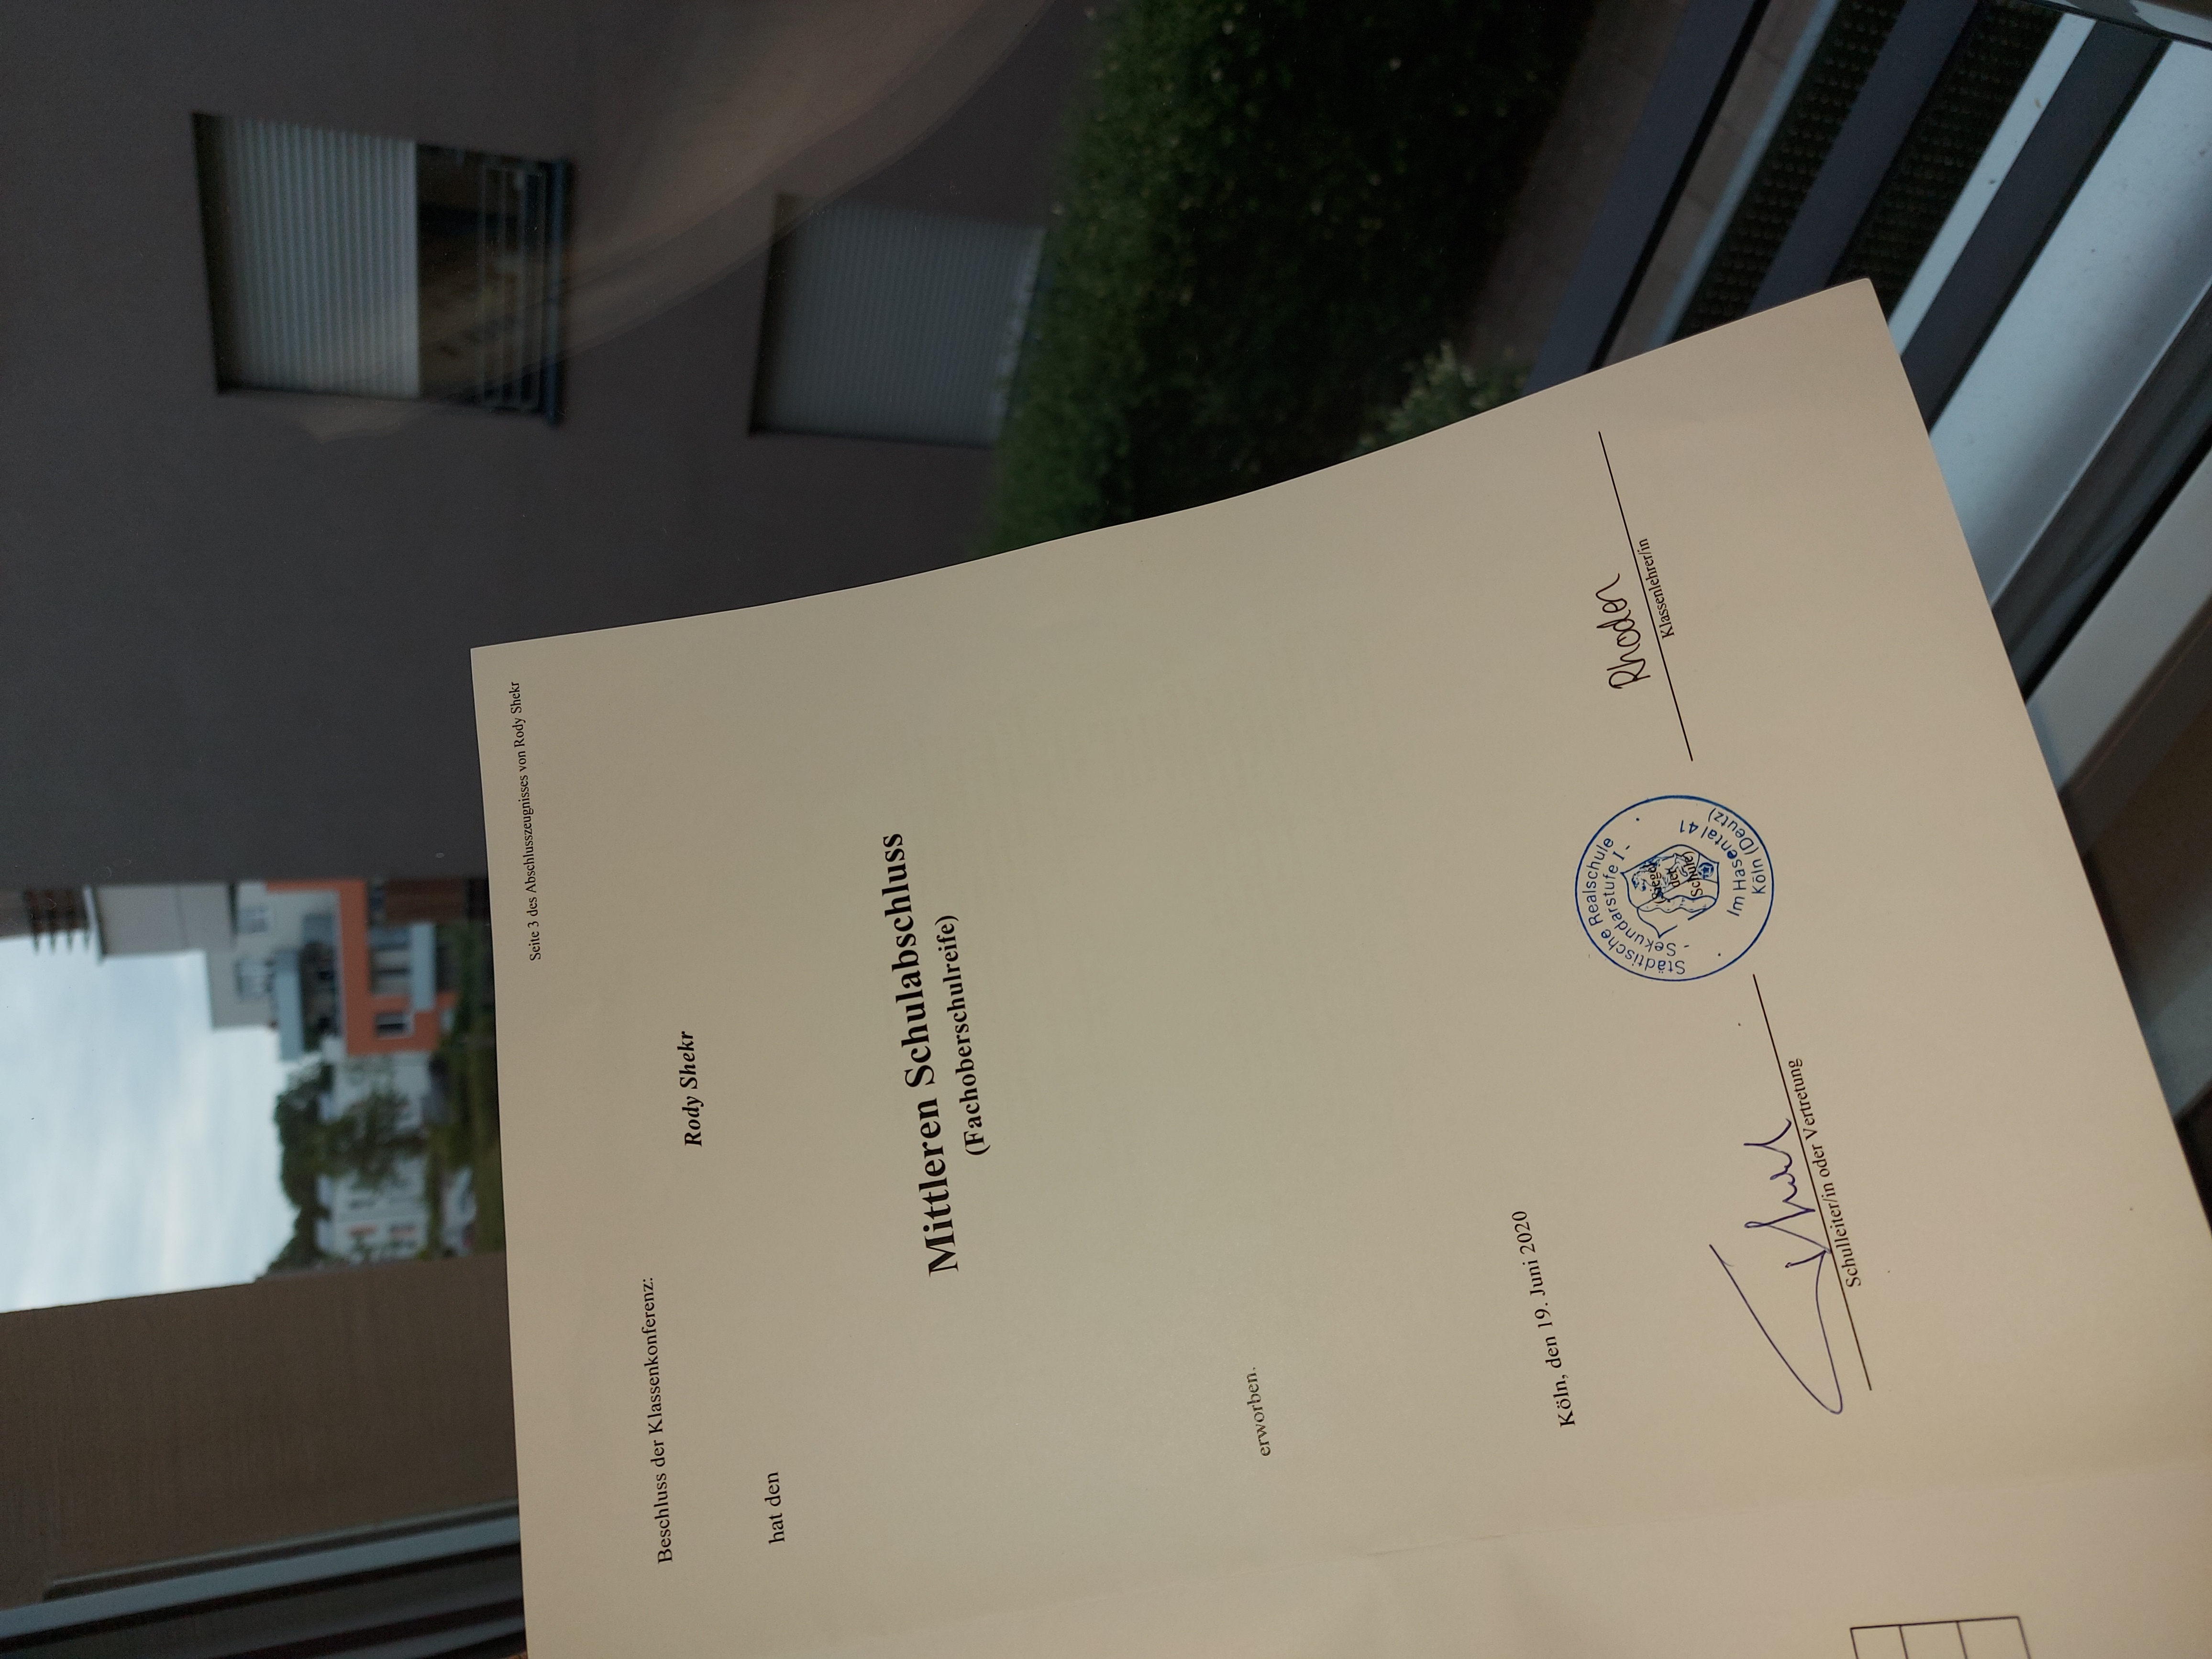 Seite 3 des Abschlusszeugnisses von Rody Shekr
Beschluss der Klassenkonferenz:
Rody Shekr
hat den
Mittleren Schulabschluss
(Fachoberschulreife)
erworben.
Köln, den 19. Juni 2020
Städtische Realschule
- Sekundarstufe I -
(Siegel
der
Schule)
Im Hasental 41
Köln (Deutz)
Rhoden
Klassenlehrer/in
Schulleiter/in oder Vertretung